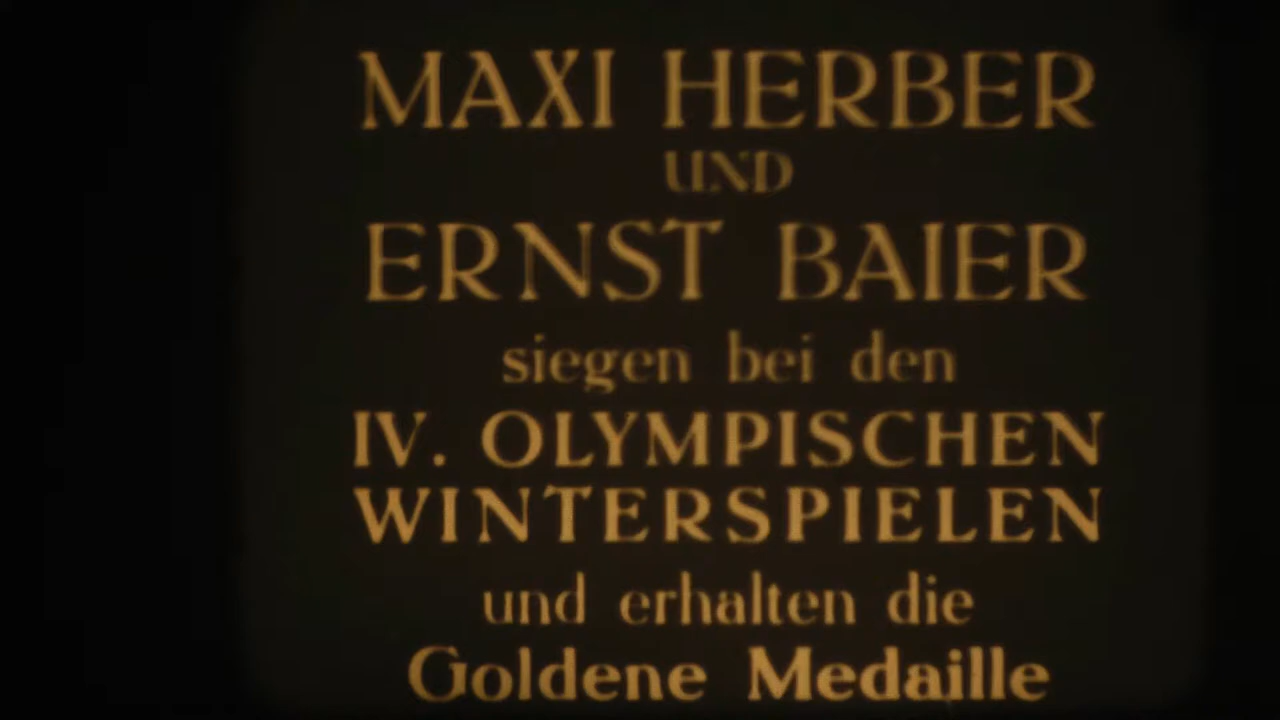 MAXI HERBER
UND
ERNST BAIER
siegen bei den
IV. OLYMPISCHEN
WINTERSPIELEN
und erhalten die
Goldene Medaille